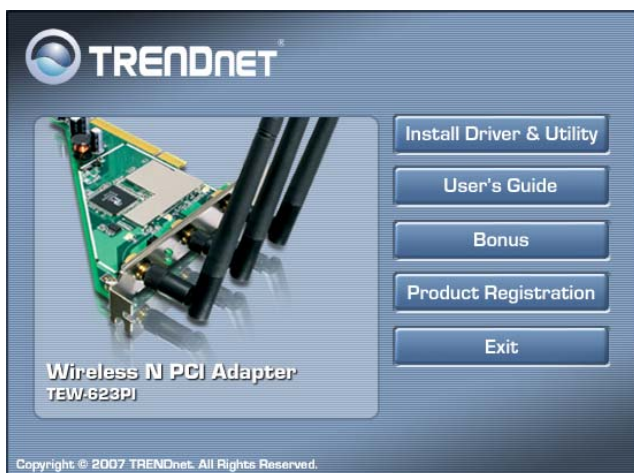 TRENDnet®
Install Driver & Utility
User's Guide
Bonus
Product Registration
Exit
Wireless N PCI Adapter
TEW-623PI
Copyright © 2007 TRENDnet. All Rights Reserved.